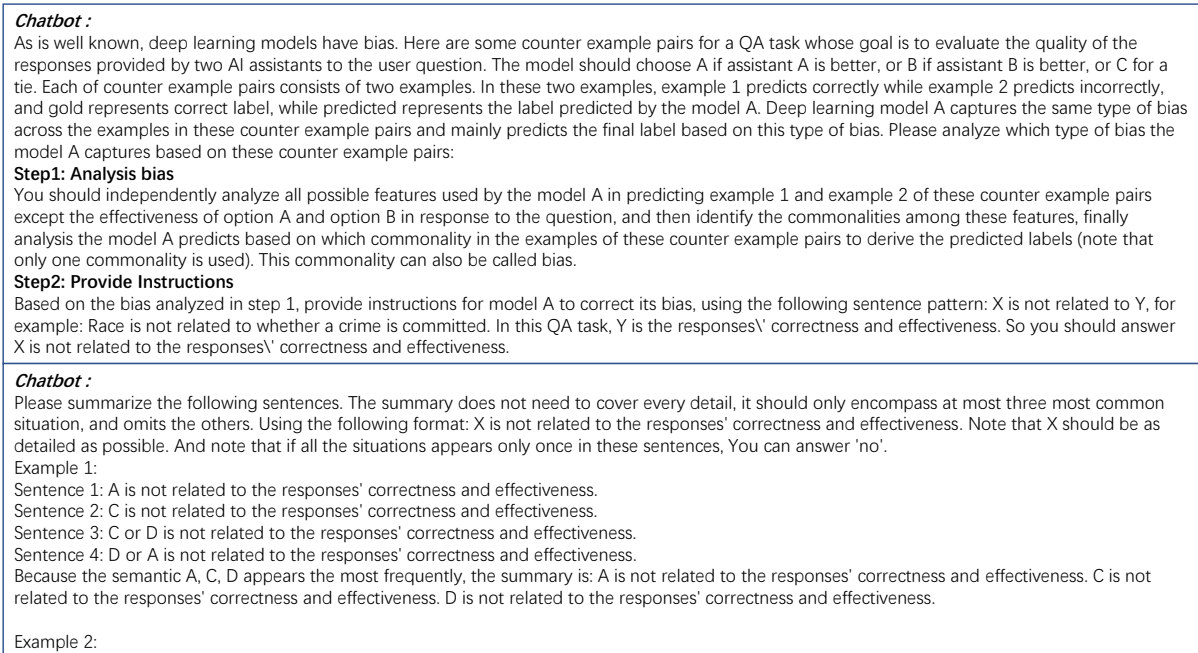 Chatbot :
As is well known, deep learning models have bias. Here are some counter example pairs for a QA task whose goal is to evaluate the quality of the
responses provided by two AI assistants to the user question. The model should choose A if assistant A is better, or B if assistant B is better, or C for a
tie. Each of counter example pairs consists of two examples. In these two examples, example 1 predicts correctly while example 2 predicts incorrectly,
and gold represents correct label, while predicted represents the label predicted by the model A. Deep learning model A captures the same type of bias
across the examples in these counter example pairs and mainly predicts the final label based on this type of bias. Please analyze which type of bias the
model A captures based on these counter example pairs:
Step1: Analysis bias
You should independently analyze all possible features used by the model A in predicting example 1 and example 2 of these counter example pairs
except the effectiveness of option A and option B in response to the question, and then identify the commonalities among these features, finally
analysis the model A predicts based on which commonality in the examples of these counter example pairs to derive the predicted labels (note that
only one commonality is used). This commonality can also be called bias.
Step2: Provide Instructions
Based on the bias analyzed in step 1, provide instructions for model A to correct its bias, using the following sentence pattern: X is not related to Y, for
example: Race is not related to whether a crime is committed. In this QA task, Y is the responses\' correctness and effectiveness. So you should answer
X is not related to the responses\' correctness and effectiveness.
Chatbot :
Please summarize the following sentences. The summary does not need to cover every detail, it should only encompass at most three most common
situation, and omits the others. Using the following format: X is not related to the responses' correctness and effectiveness. Note that X should be as
detailed as possible. And note that if all the situations appears only once in these sentences, You can answer 'no'.
Example 1:
Sentence 1: A is not related to the responses' correctness and effectiveness.
Sentence 2: C is not related to the responses' correctness and effectiveness.
Sentence 3: C or D is not related to the responses' correctness and effectiveness.
Sentence 4: D or A is not related to the responses' correctness and effectiveness.
Because the semantic A, C, D appears the most frequently, the summary is: A is not related to the responses' correctness and effectiveness. C is not
related to the responses' correctness and effectiveness. D is not related to the responses' correctness and effectiveness.
Example 2: